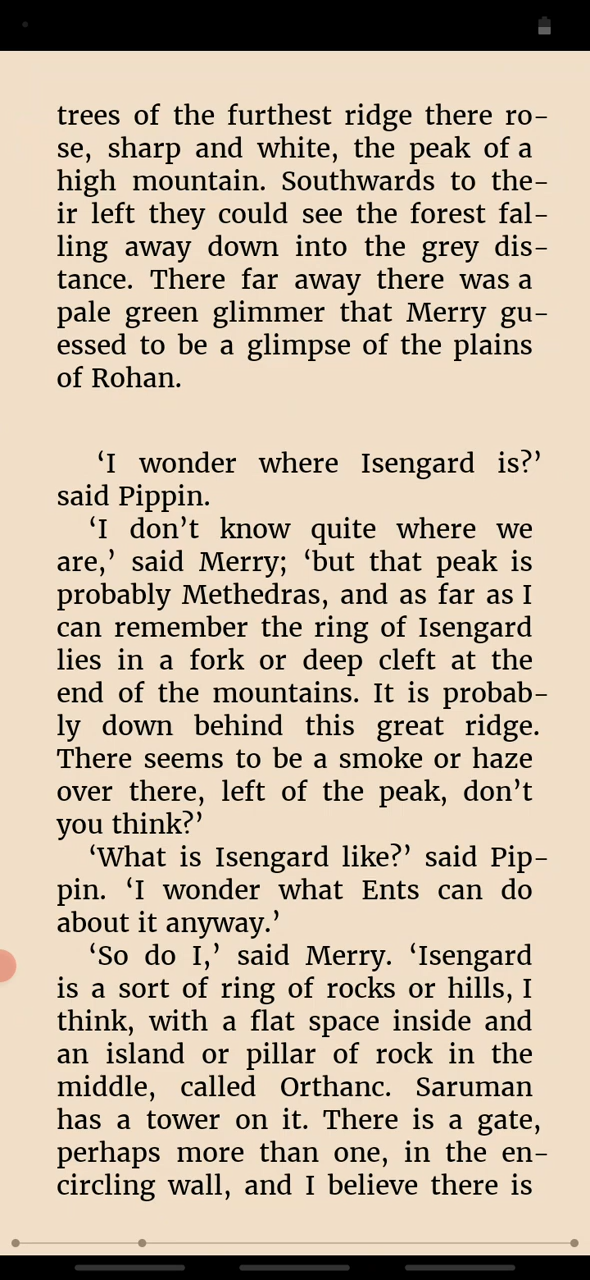 trees of the furthest ridge there ro-
se, sharp and white, the peak of a
high mountain. Southwards to the-
ir left they could see the forest fal-
ling away down into the grey dis-
tance. There far away there was a
pale green glimmer that Merry gu-
essed to be a glimpse of the plains
of Rohan.
‘I wonder where Isengard is?’
said Pippin.
‘I don’t know quite where we
are,’ said Merry; ‘but that peak is
probably Methedras, and as far as I
can remember the ring of Isengard
lies in a fork or deep cleft at the
end of the mountains. It is probab-
ly down behind this great ridge.
There seems to be a smoke or haze
over there, left of the peak, don’t
you think?’
‘What is Isengard like?’ said Pip-
pin. ‘I wonder what Ents can do
about it anyway.’
‘So do I,’ said Merry. ‘Isengard
is a sort of ring of rocks or hills, I
think, with a flat space inside and
an island or pillar of rock in the
middle, called Orthanc. Saruman
has a tower on it. There is a gate,
perhaps more than one, in the en-
circling wall, and I believe there is